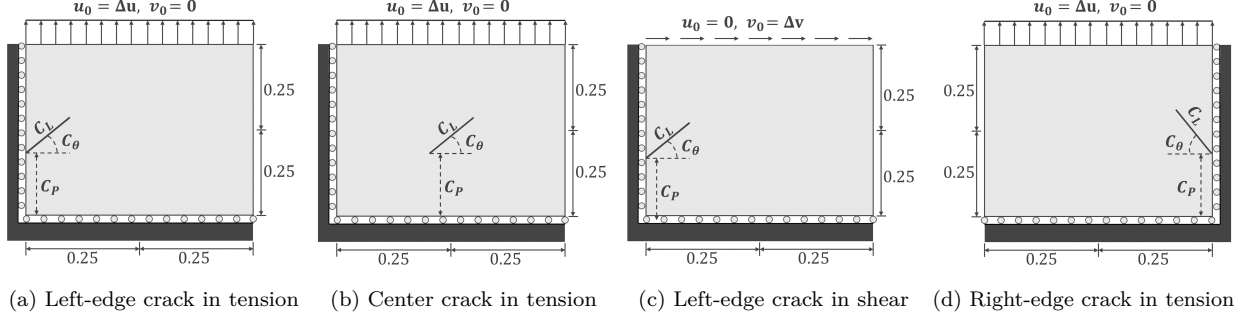 u₀ = Δu, v₀ = 0
0.25
0.25
C_L
C_θ
C_P
0.25
0.25
(a) Left-edge crack in tension
u₀ = Δu, v₀ = 0
0.25
0.25
C_L
C_θ
C_P
0.25
0.25
(b) Center crack in tension
u₀ = 0, v₀ = Δv
0.25
0.25
C_L
C_θ
C_P
0.25
0.25
(c) Left-edge crack in shear
u₀ = Δu, v₀ = 0
0.25
0.25
C_L
C_θ
C_P
0.25
0.25
(d) Right-edge crack in tension